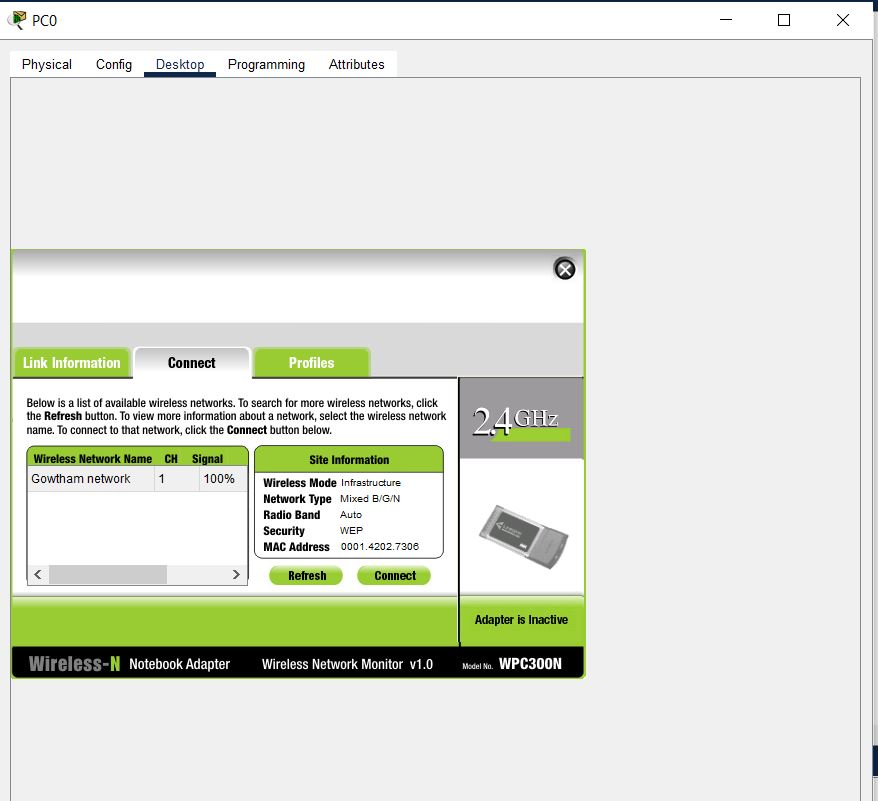 PC0
Physical Config Desktop Programming Attributes
Link Information Connect Profiles
Below is a list of available wireless networks. To search for more wireless networks, click
the Refresh button. To view more information about a network, select the wireless network
name. To connect to that network, click the Connect button below.
2.4GHz
Wireless Network Name CH Signal
Gowtham network 1 100%
Site Information
Wireless Mode Infrastructure
Network Type Mixed B/G/N
Radio Band Auto
Security WEP
MAC Address 0001.4202.7306
Refresh Connect
Adapter is Inactive
Wireless-N Notebook Adapter Wireless Network Monitor v1.0 Model No. WPC300N